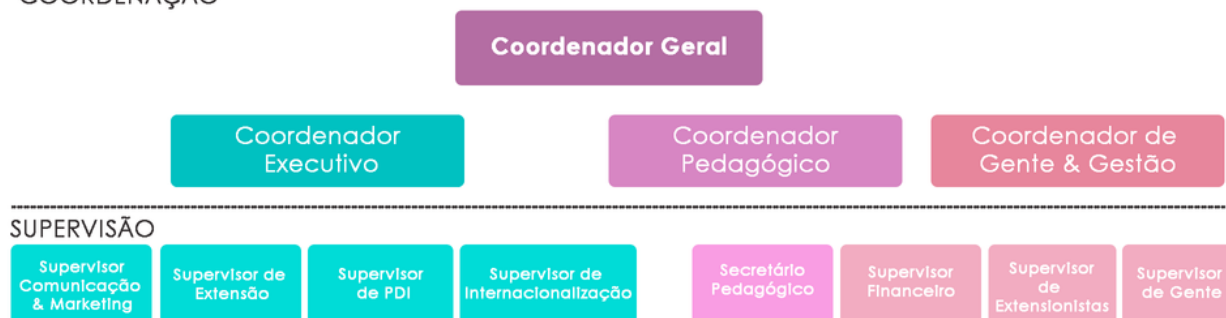 COORDENAÇÃO
Coordenador Geral
Coordenador
Executivo
Coordenador
Pedagógico
Coordenador de
Gente & Gestão
SUPERVISÃO
Supervisor
Comunicação
& Marketing
Supervisor de
Extensão
Supervisor
de PDI
Supervisor de
Internacionalização
Secretário
Pedagógico
Supervisor
Financeiro
Supervisor
de
Extensionistas
Supervisor
de Gente